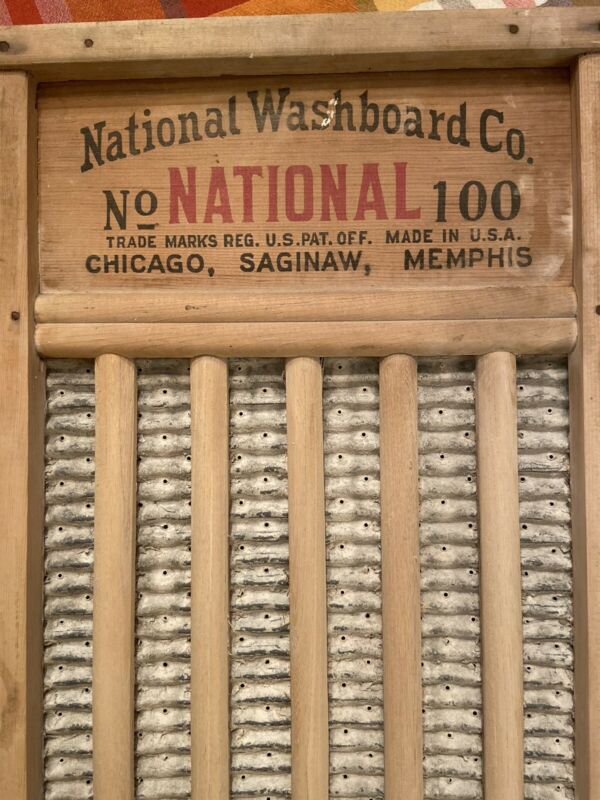 National Washboard Co.
No NATIONAL 100
TRADE MARKS REG. U.S. PAT. OFF. MADE IN U.S.A.
CHICAGO, SAGINAW, MEMPHIS